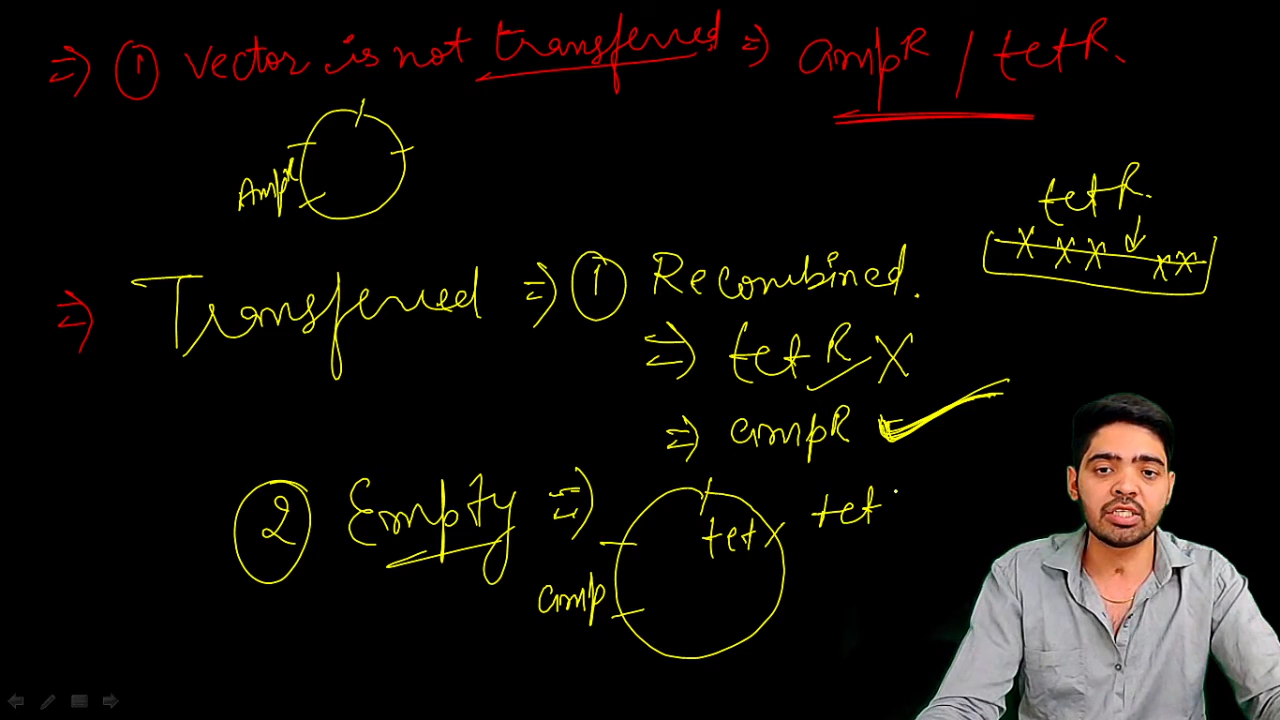 ⇒ ① vector is not transferred ⇒ ampR / tetR.
AmpR
tetR.
x x x x x
⇒ Transferred ⇒ ① Recombined.
⇒ tetR X
⇒ ampR ✓
② Empty ⇒
tet
tet
amp